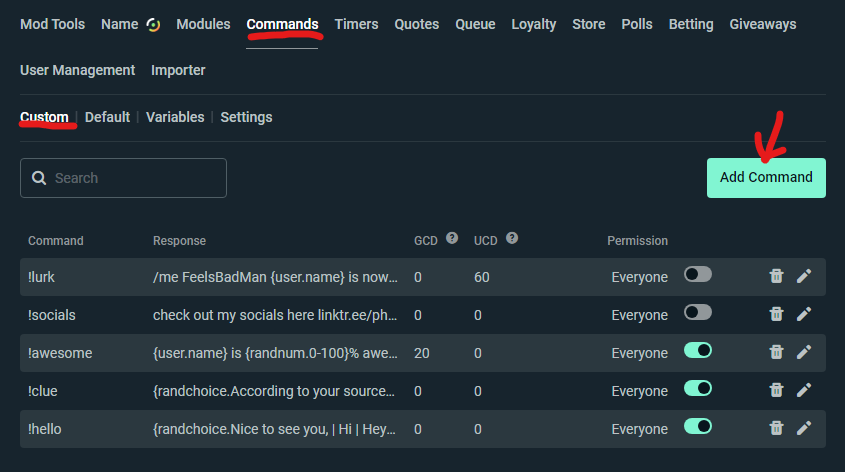 Mod Tools Name Modules Commands Timers Quotes Queue Loyalty Store Polls Betting Giveaways
User Management Importer
Custom | Default | Variables | Settings
Search
Add Command
Command Response GCD ? UCD ? Permission
!lurk /me FeelsBadMan {user.name} is now... 0 60 Everyone
!socials check out my socials here linktr.ee/ph... 0 0 Everyone
!awesome {user.name} is {randnum.0-100}% awe... 20 0 Everyone
!clue {randchoice.According to your source... 0 0 Everyone
!hello {randchoice.Nice to see you, | Hi | Hey... 0 0 Everyone